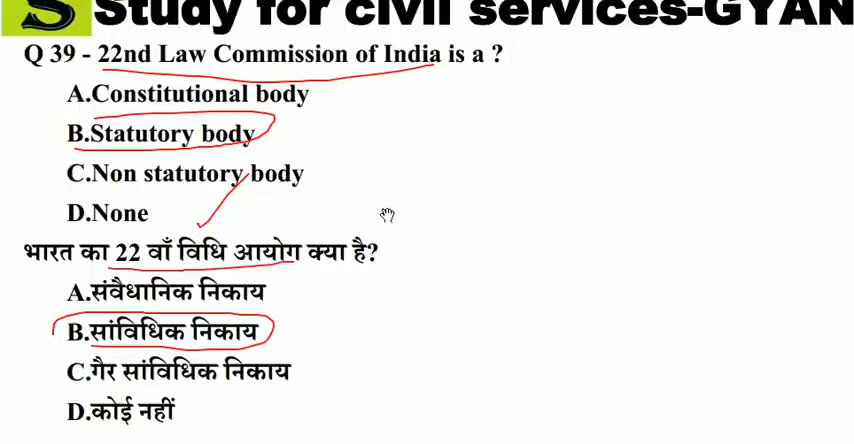 S Study for civil services-GYAN
Q 39 - 22nd Law Commission of India is a ?
A.Constitutional body
B.Statutory body
C.Non statutory body
D.None
भारत का 22 वाँ विधि आयोग क्या है?
A.संवैधानिक निकाय
B.सांविधिक निकाय
C.गैर सांविधिक निकाय
D.कोई नहीं